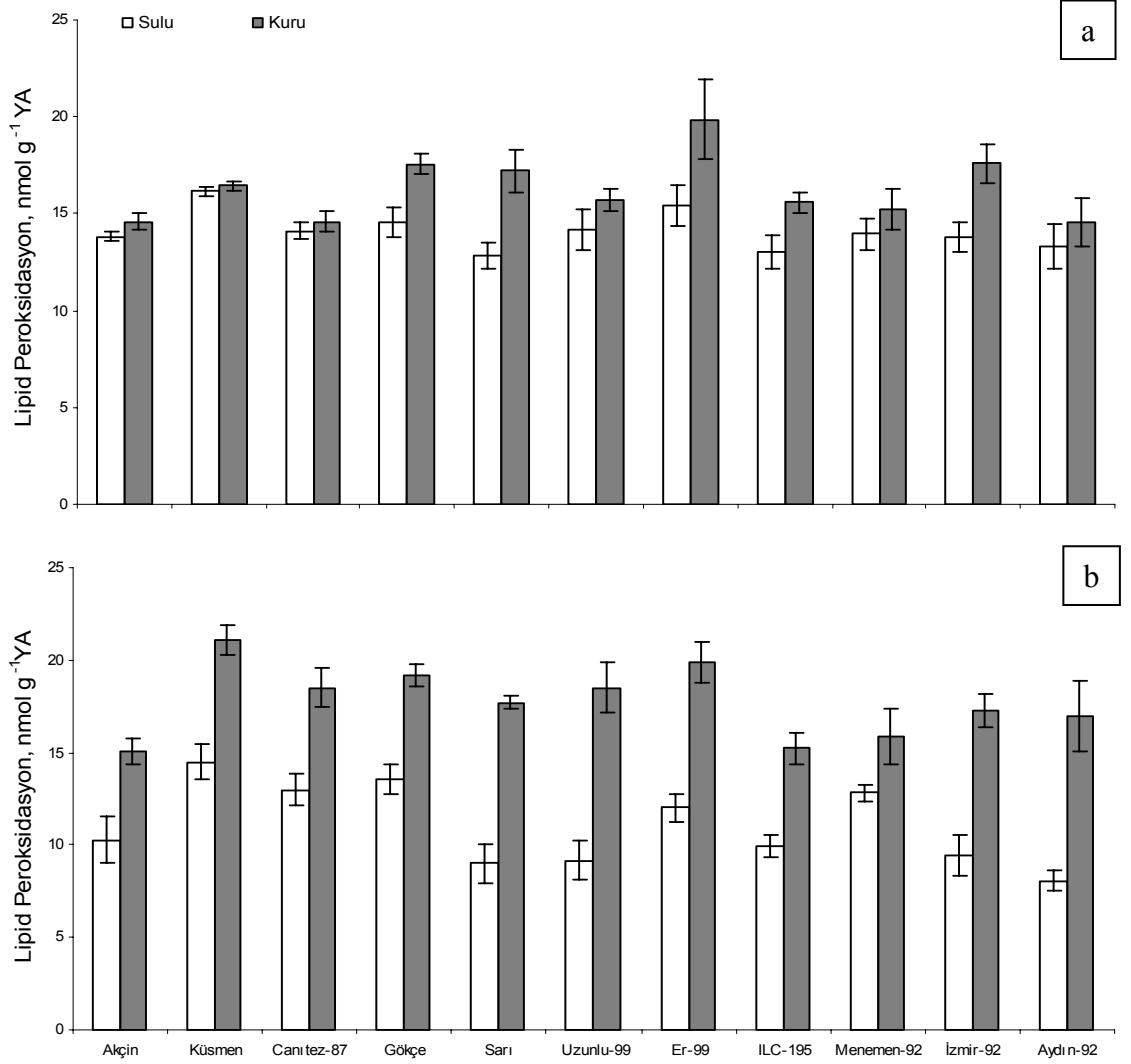 25
Sulu Kuru
a
20
15
10
5
0
Lipid Peroksidasyon, nmol g⁻¹ YA
25
b
20
15
10
5
0
Lipid Peroksidasyon, nmol g⁻¹YA
Akçin Küsmen Canıtez-87 Gökçe Sarı Uzunlu-99 Er-99 ILC-195 Menemen-92 İzmir-92 Aydın-92